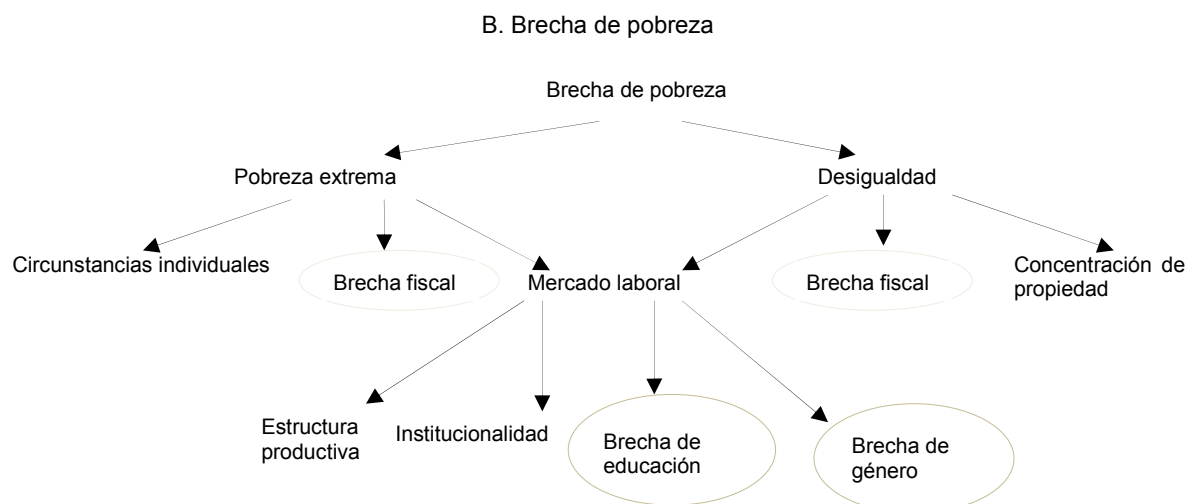 B. Brecha de pobreza
Brecha de pobreza
Pobreza extrema
Desigualdad
Circunstancias individuales
Brecha fiscal
Mercado laboral
Brecha fiscal
Concentración de
propiedad
Estructura
productiva
Institucionalidad
Brecha de
educación
Brecha de
género